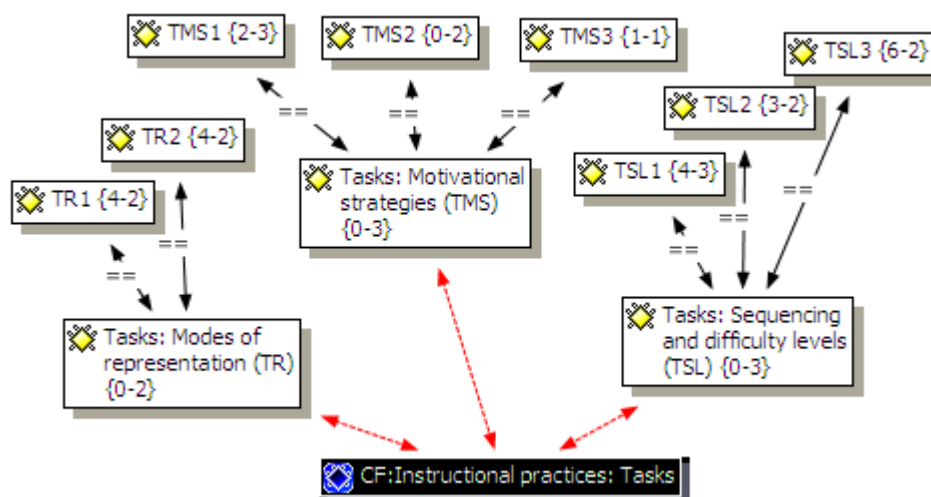 TMS1 {2-3}
TMS2 {0-2}
TMS3 {1-1}
TSL3 {6-2}
==
==
==
TSL2 {3-2}
TR2 {4-2}
Tasks: Motivational
strategies (TMS)
{0-3}
TSL1 {4-3}
==
TR1 {4-2}
==
==
==
==
Tasks: Modes of
representation (TR)
{0-2}
Tasks: Sequencing
and difficulty levels
(TSL) {0-3}
CF:Instructional practices: Tasks